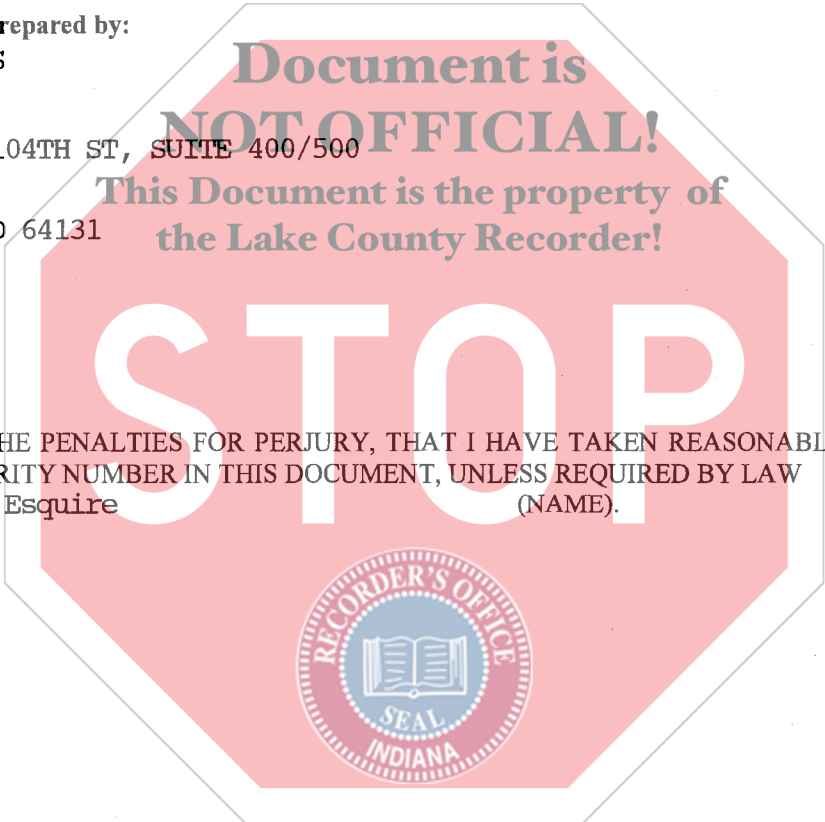 repared by:
S
Document is
NOT OFFICIAL!
04TH ST, SUITE 400/500
This Document is the property of
64131
the Lake County Recorder!
STOP
HE PENALTIES FOR PERJURY, THAT I HAVE TAKEN REASONABL
RITY NUMBER IN THIS DOCUMENT, UNLESS REQUIRED BY LAW
Esquire (NAME).
RECORDER'S OFFICE
SEAL
INDIANA